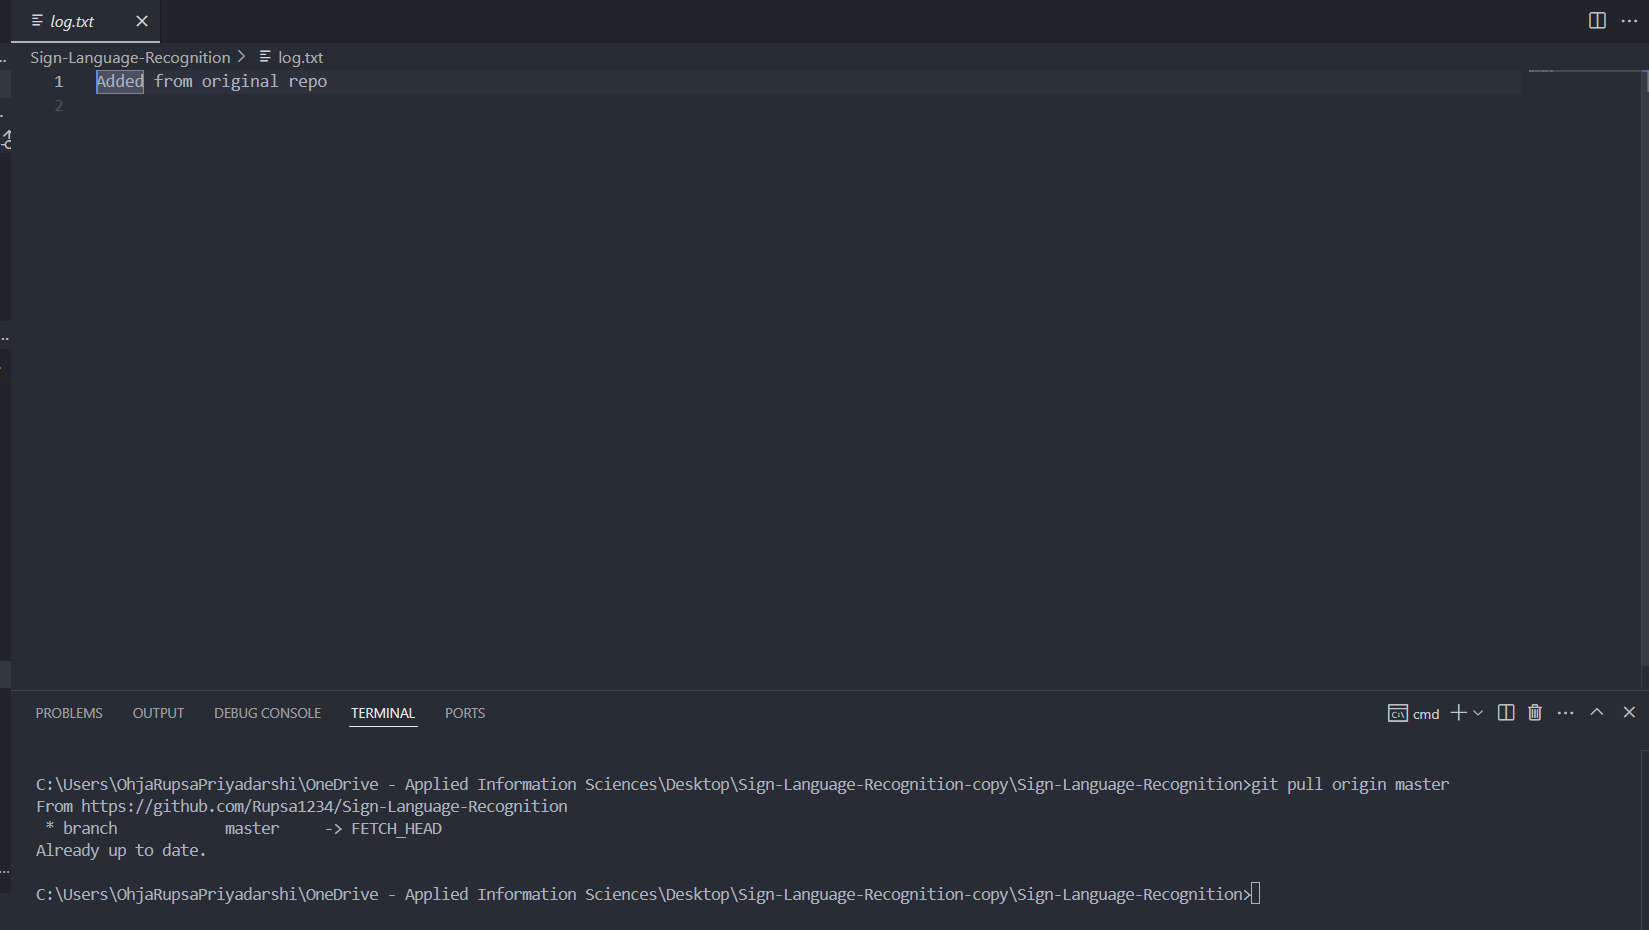 log.txt
Sign-Language-Recognition > log.txt
1 Added from original repo
2
PROBLEMS OUTPUT DEBUG CONSOLE TERMINAL PORTS cmd
C:\Users\OhjaRupsaPriyadarshi\OneDrive - Applied Information Sciences\Desktop\Sign-Language-Recognition-copy\Sign-Language-Recognition>git pull origin master
From https://github.com/Rupsa1234/Sign-Language-Recognition
 * branch            master     -> FETCH_HEAD
Already up to date.
C:\Users\OhjaRupsaPriyadarshi\OneDrive - Applied Information Sciences\Desktop\Sign-Language-Recognition-copy\Sign-Language-Recognition>